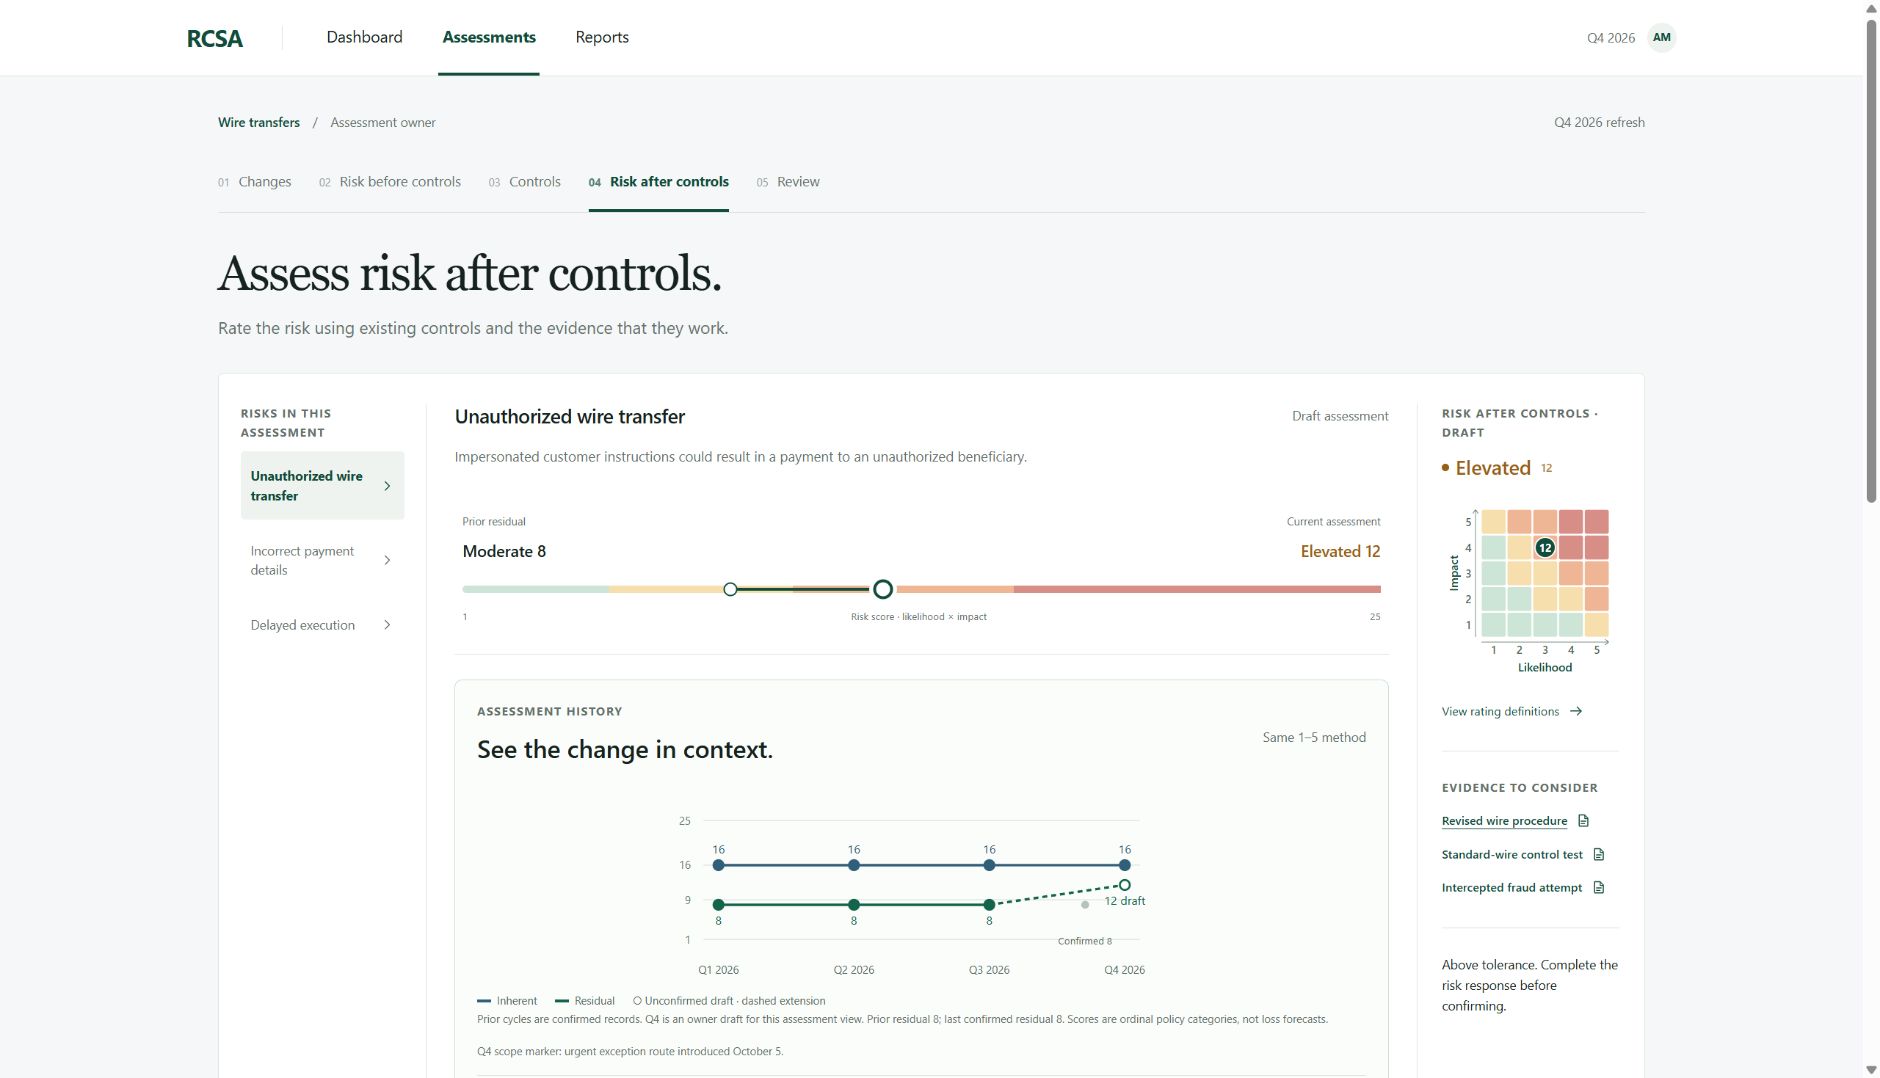 RCSA
Dashboard
Assessments
Reports
Q4 2026
AM
Wire transfers / Assessment owner
Q4 2026 refresh
01 Changes
02 Risk before controls
03 Controls
04 Risk after controls
05 Review
Assess risk after controls.
Rate the risk using existing controls and the evidence that they work.
RISKS IN THIS
ASSESSMENT
Unauthorized wire
transfer
Incorrect payment
details
Delayed execution
Unauthorized wire transfer
Draft assessment
Impersonated customer instructions could result in a payment to an unauthorized beneficiary.
Prior residual
Current assessment
Moderate 8
Elevated 12
1
Risk score · likelihood × impact
25
ASSESSMENT HISTORY
See the change in context.
Same 1–5 method
25
16 16 16 16
16
9
12 draft
8 8 8
1
Confirmed 8
Q1 2026 Q2 2026 Q3 2026 Q4 2026
Inherent Residual Unconfirmed draft · dashed extension
Prior cycles are confirmed records. Q4 is an owner draft for this assessment view. Prior residual 8; last confirmed residual 8. Scores are ordinal policy categories, not loss forecasts.
Q4 scope marker: urgent exception route introduced October 5.
RISK AFTER CONTROLS ·
DRAFT
Elevated 12
Impact
5
4
12
3
2
1
1 2 3 4 5
Likelihood
View rating definitions →
EVIDENCE TO CONSIDER
Revised wire procedure
Standard-wire control test
Intercepted fraud attempt
Above tolerance. Complete the
risk response before
confirming.